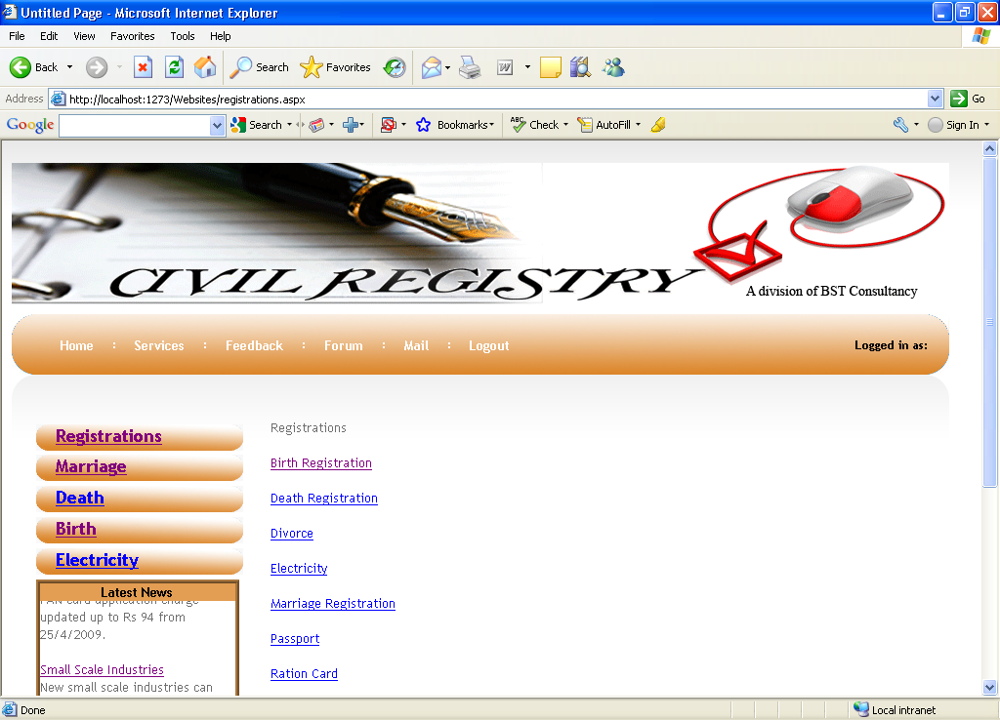 Untitled Page - Microsoft Internet Explorer
File Edit View Favorites Tools Help
Back Search Favorites W
Address http://localhost:1273/Websites/registrations.aspx Go
Google Search Bookmarks ABC Check AutoFill Sign In
CIVIL REGISTRY
A division of BST Consultancy
Home : Services : Feedback : Forum : Mail : Logout Logged in as:
Registrations
Marriage
Death
Birth
Electricity
Latest News
PAN card application charge
updated up to Rs 94 from
25/4/2009.
Small Scale Industries
New small scale industries can
Registrations
Birth Registration
Death Registration
Divorce
Electricity
Marriage Registration
Passport
Ration Card
Done Local intranet